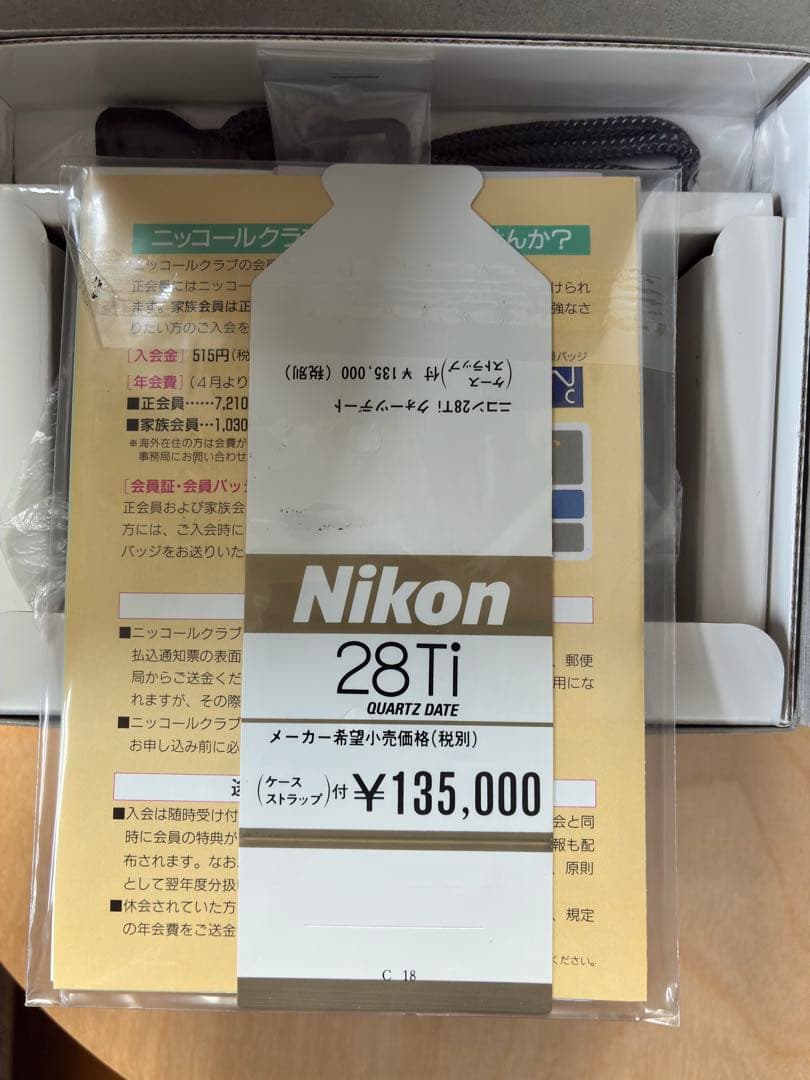 ニッコールクラ
せんか?
ニッコールクラブの会
正会員にはニッコー
けられ
ます。家族会員は正
強なさ
りたい方のご入会を
[入会金] 515円(税
バッジ
[年会費] (4月より
■正会員……7,210
■家族会員…1,030
※海外在住の方は会費が
事務局にお問い合わせ
[会員証・会員バッジ
正会員および家族会
方には、ご入会時に
バッジをお送りいた
ニコン28Ti クォーツデート
(ケース ストラップ)付 ¥135,000 (税別)
Nikon
28Ti
QUARTZ DATE
メーカー希望小売価格(税別)
(ケース ストラップ)付 ¥135,000
C 18
■ニッコールクラブ
払込通知票の表面
、郵便
局からご送金くだ
用にな
れますが、その際
■ニッコールクラブ
お申し込み前に必
送
■入会は随時受け付
会と同
時に会員の特典が
報も配
布されます。なお
、原則
として翌年度分扱
■休会されていた方
、規定
の年会費をご送金
ください。